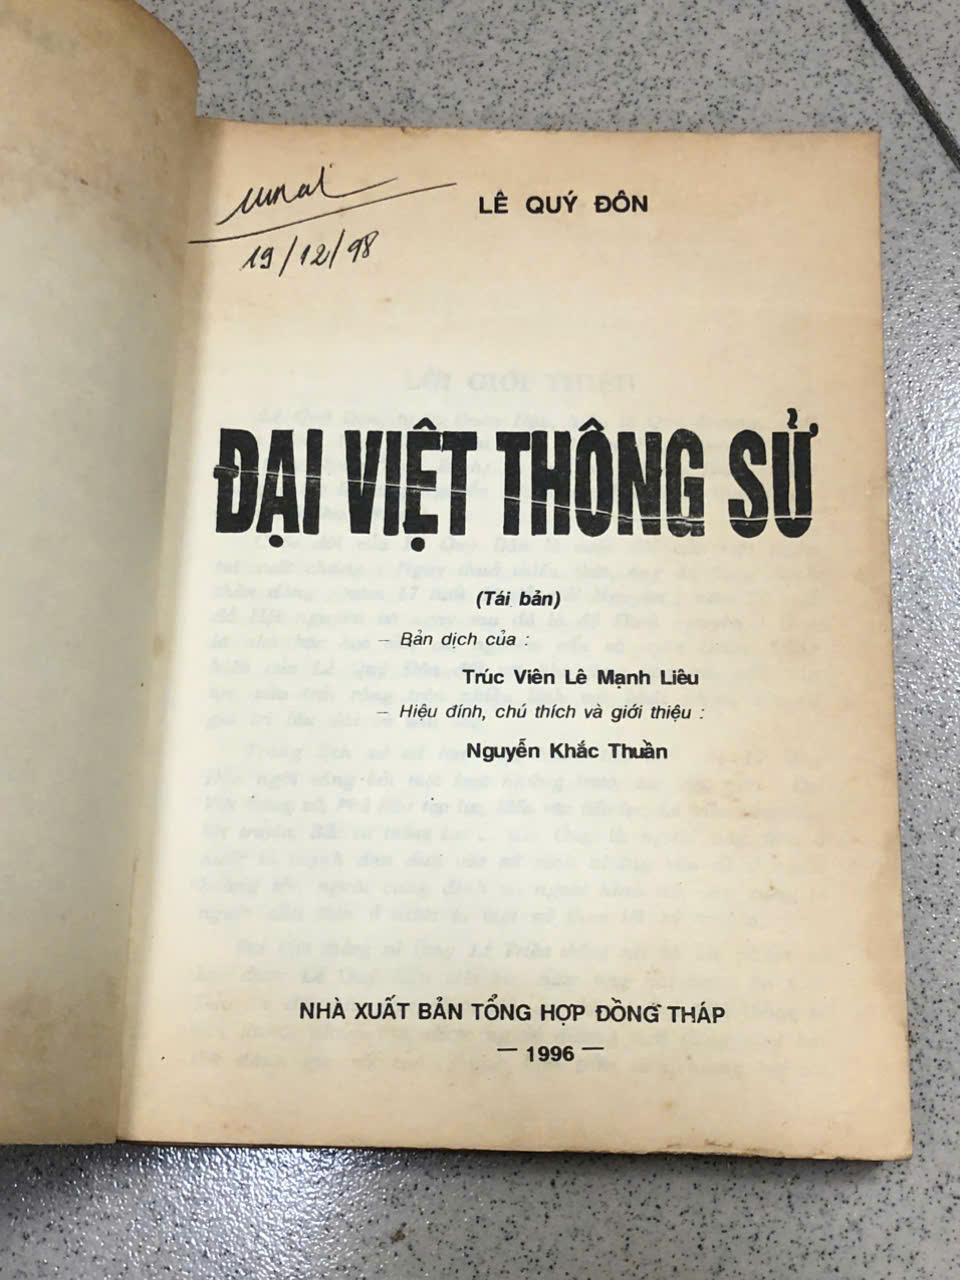 19/12/98
LÊ QUÝ ĐÔN
ĐẠI VIỆT THÔNG SỬ
(Tái bản)
– Bản dịch của :
Trúc Viên Lê Mạnh Liêu
– Hiệu đính, chú thích và giới thiệu :
Nguyễn Khắc Thuần
NHÀ XUẤT BẢN TỔNG HỢP ĐỒNG THÁP
— 1996 —